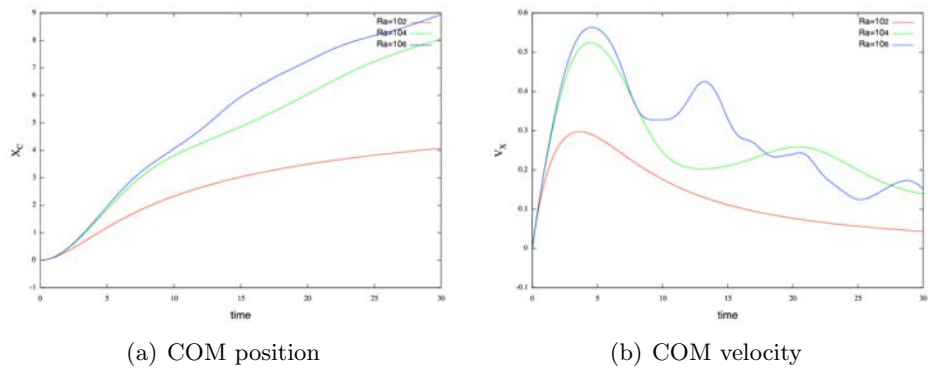 9
8
7
6
5
4
3
2
1
0
-1
X_C
0 5 10 15 20 25 30
time
Ra=10²
Ra=10⁴
Ra=10⁶
(a) COM position
0.6
0.5
0.4
0.3
0.2
0.1
0
-0.1
V_X
0 5 10 15 20 25 30
time
Ra=10²
Ra=10⁴
Ra=10⁶
(b) COM velocity